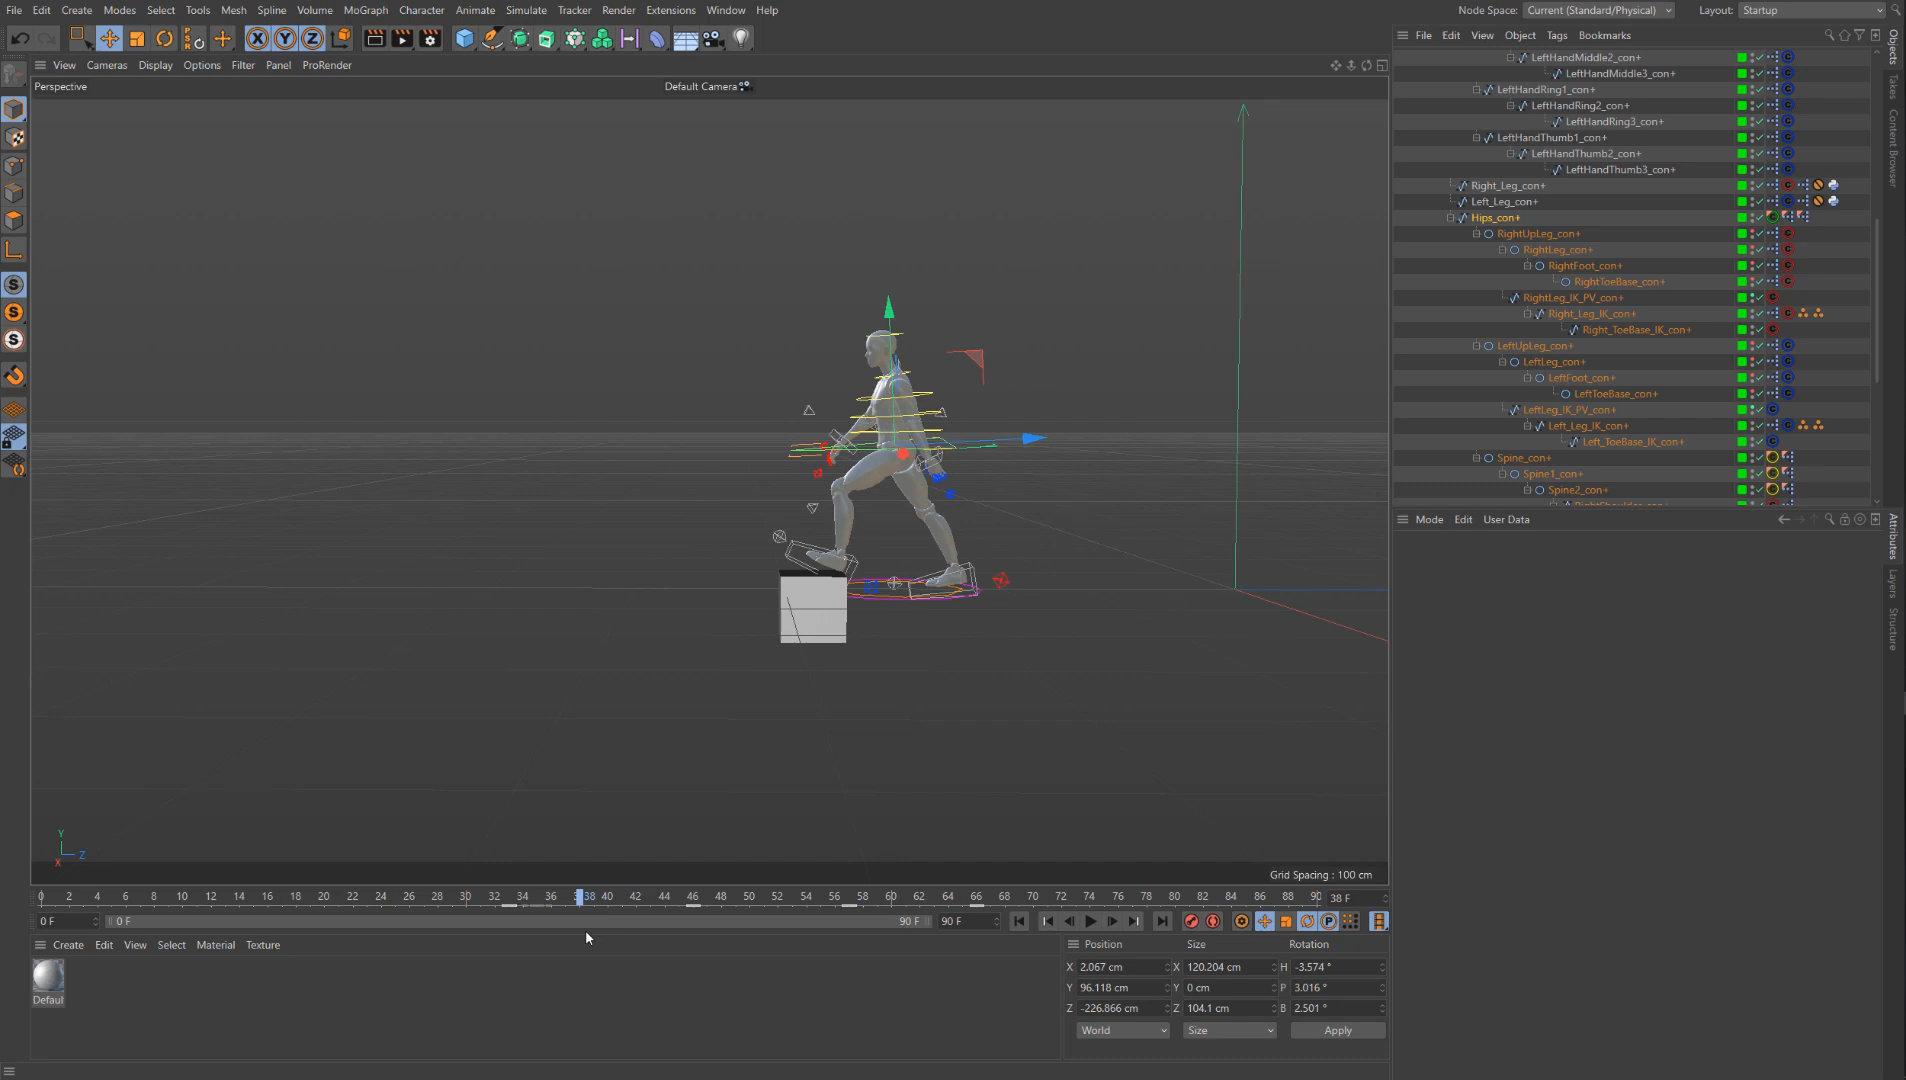 File Edit Create Modes Select Tools Mesh Spline Volume MoGraph Character Animate Simulate Tracker Render Extensions Window Help
Node Space: Current (Standard/Physical) Layout: Startup
File Edit View Object Tags Bookmarks
View Cameras Display Options Filter Panel ProRender
Perspective
Default Camera
LeftHandMiddle2_con+
LeftHandMiddle3_con+
LeftHandRing1_con+
LeftHandRing2_con+
LeftHandRing3_con+
LeftHandThumb1_con+
LeftHandThumb2_con+
LeftHandThumb3_con+
Right_Leg_con+
Left_Leg_con+
Hips_con+
RightUpLeg_con+
RightLeg_con+
RightFoot_con+
RightToeBase_con+
RightLeg_IK_PV_con+
Right_Leg_IK_con+
Right_ToeBase_IK_con+
LeftUpLeg_con+
LeftLeg_con+
LeftFoot_con+
LeftToeBase_con+
LeftLeg_IK_PV_con+
Left_Leg_IK_con+
Left_ToeBase_IK_con+
Spine_con+
Spine1_con+
Spine2_con+
Objects
Takes
Content Browser
Mode Edit User Data
Attributes
Layers
Structure
Y
Z
X
Grid Spacing : 100 cm
0 2 4 6 8 10 12 14 16 18 20 22 24 26 28 30 32 34 36 38 40 42 44 46 48 50 52 54 56 58 60 62 64 66 68 70 72 74 76 78 80 82 84 86 88 90 38 F
0 F 0 F 90 F 90 F
Create Edit View Select Material Texture
Defaul
Position Size Rotation
X 2.067 cm X 120.204 cm H -3.574 °
Y 96.118 cm Y 0 cm P 3.016 °
Z -226.866 cm Z 104.1 cm B 2.501 °
World Size Apply